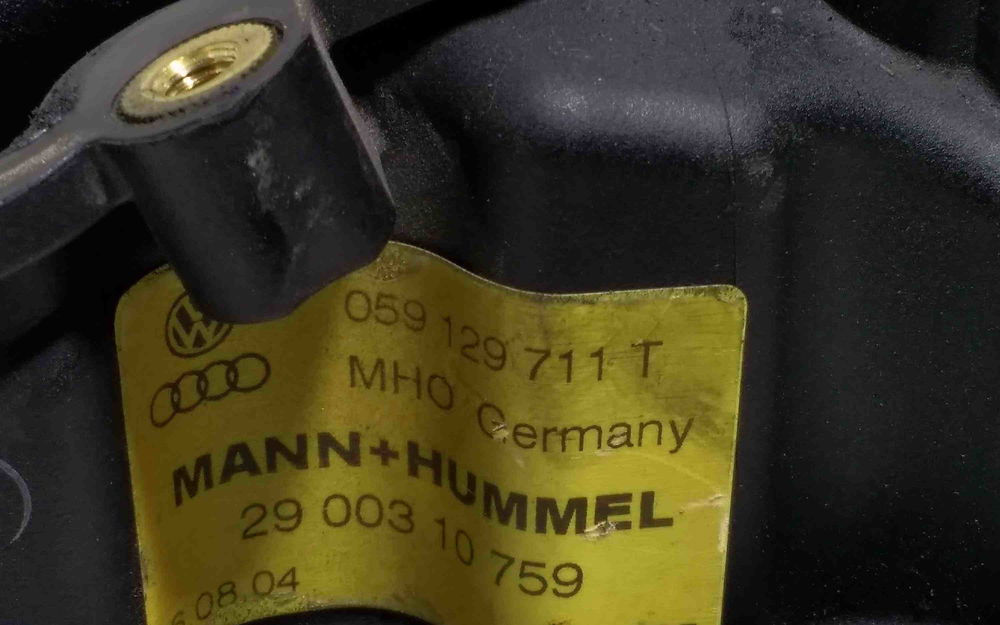 059 129 711 T
MHO Germany
MANN+HUMMEL
29 003 10 759
6.08.04